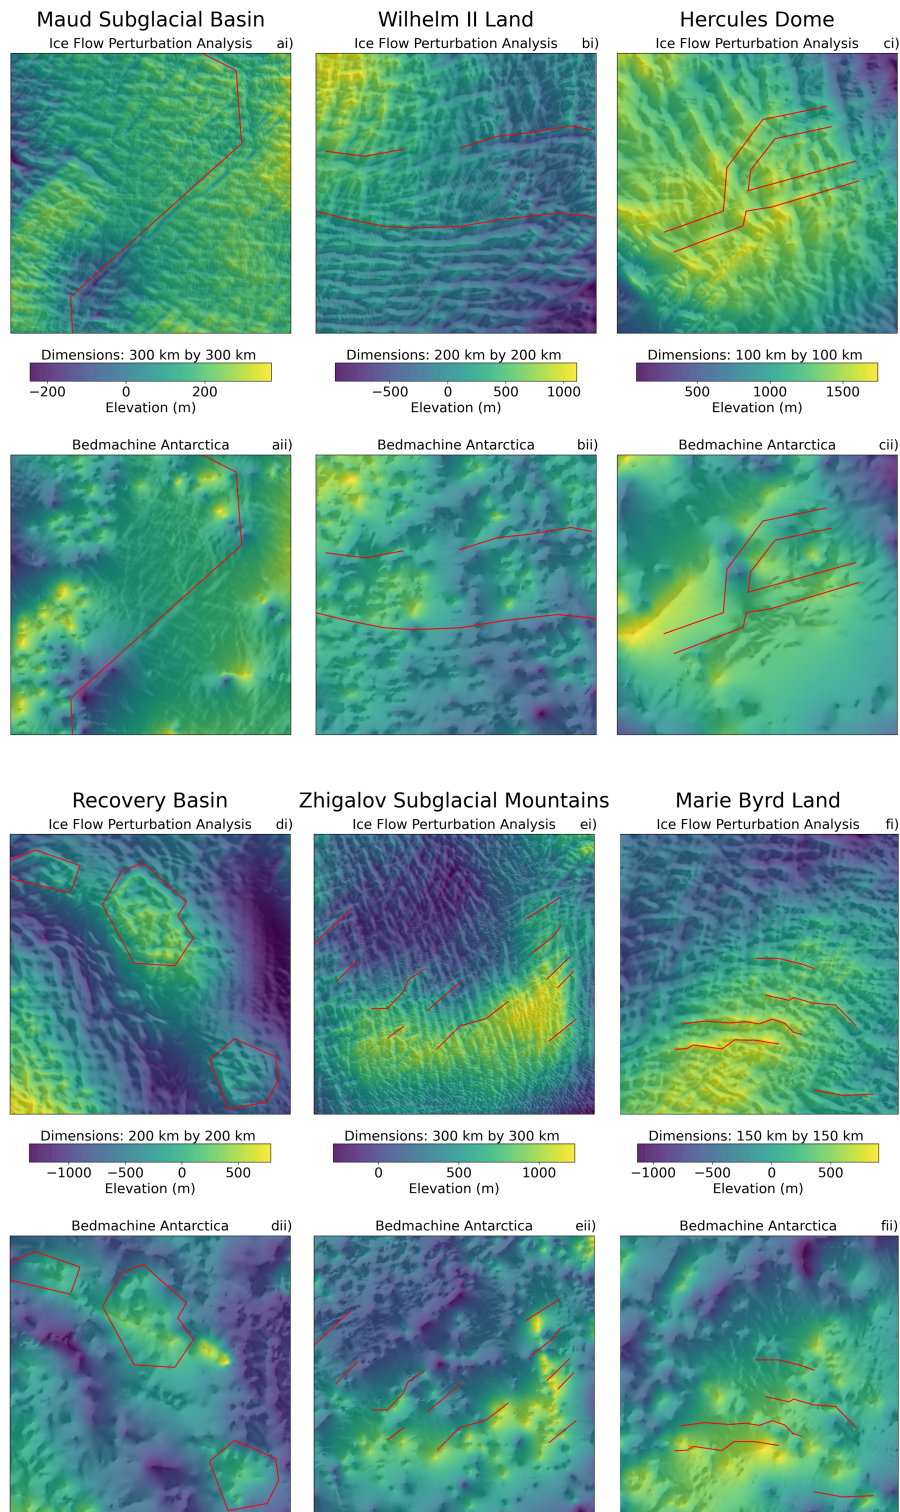 Maud Subglacial Basin Wilhelm II Land Hercules Dome
Ice Flow Perturbation Analysis ai) Ice Flow Perturbation Analysis bi) Ice Flow Perturbation Analysis ci)
Dimensions: 300 km by 300 km Dimensions: 200 km by 200 km Dimensions: 100 km by 100 km
−200 0 200 −500 0 500 1000 500 1000 1500
Elevation (m) Elevation (m) Elevation (m)
Bedmachine Antarctica aii) Bedmachine Antarctica bii) Bedmachine Antarctica cii)
Recovery Basin Zhigalov Subglacial Mountains Marie Byrd Land
Ice Flow Perturbation Analysis di) Ice Flow Perturbation Analysis ei) Ice Flow Perturbation Analysis fi)
Dimensions: 200 km by 200 km Dimensions: 300 km by 300 km Dimensions: 150 km by 150 km
−1000 −500 0 500 0 500 1000 −1000 −500 0 500
Elevation (m) Elevation (m) Elevation (m)
Bedmachine Antarctica dii) Bedmachine Antarctica eii) Bedmachine Antarctica fii)